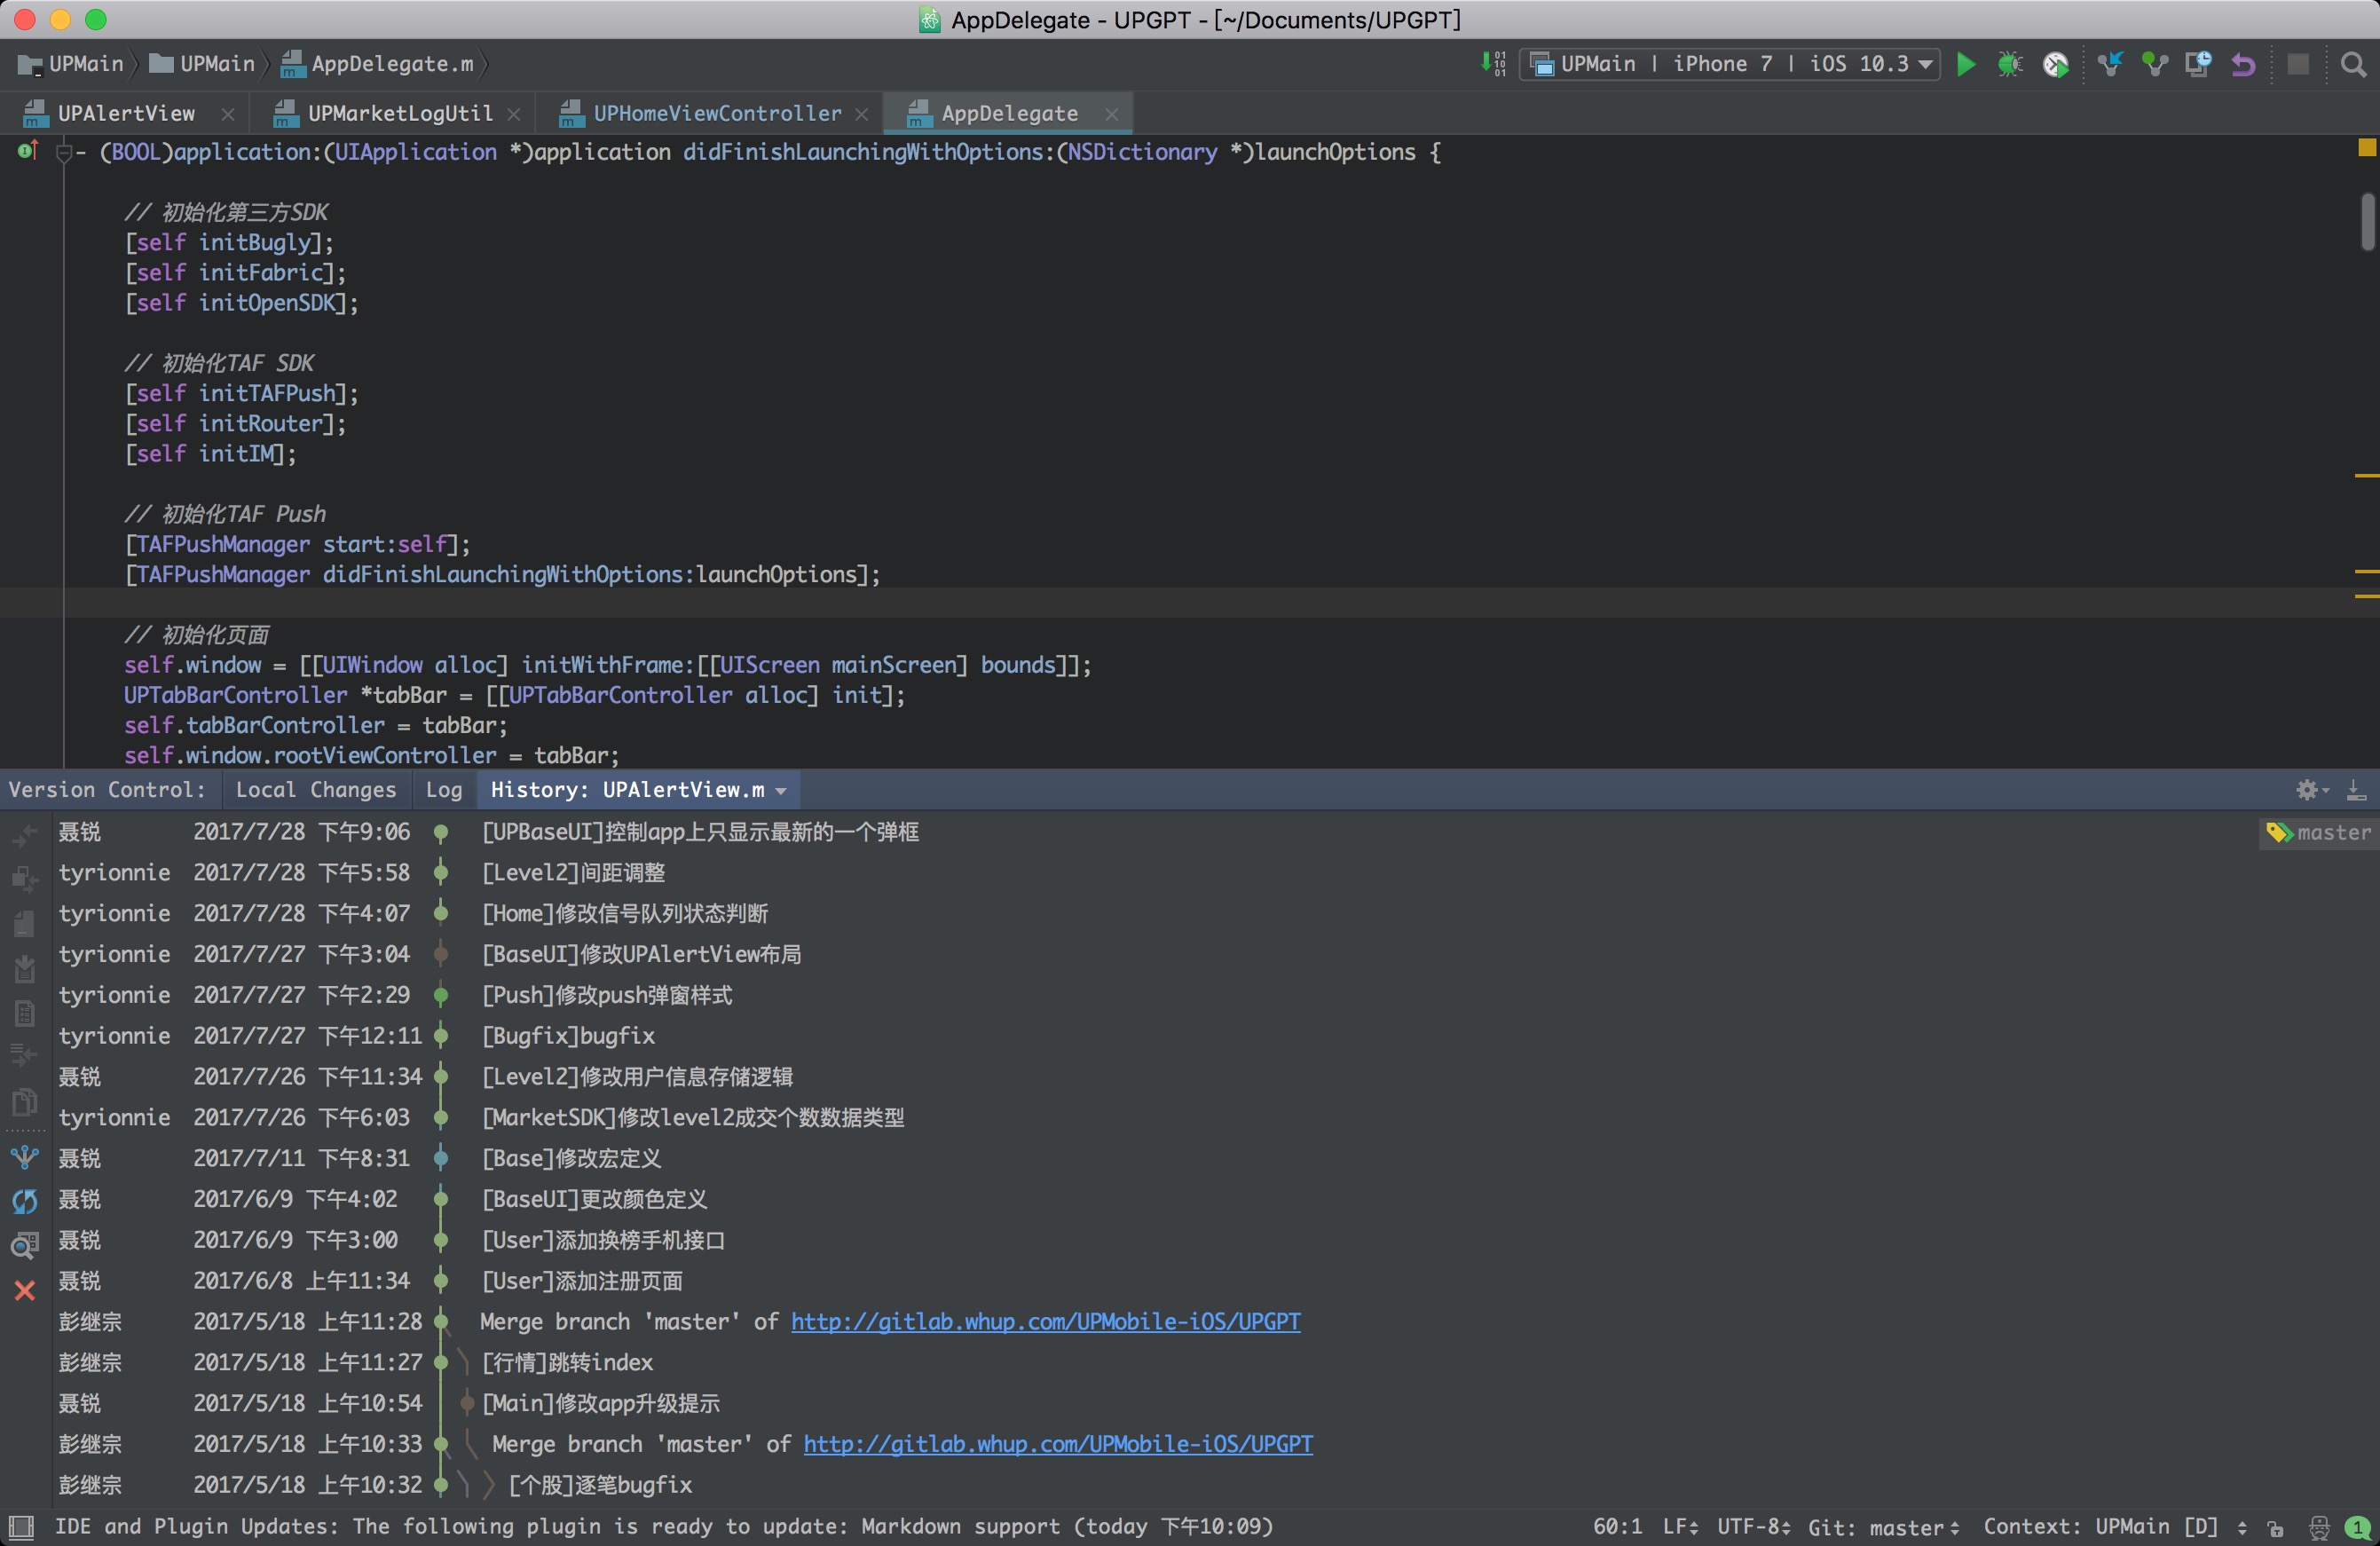 AppDelegate - UPGPT - [~/Documents/UPGPT]
UPMain UPMain AppDelegate.m UPMain | iPhone 7 | iOS 10.3
UPAlertView UPMarketLogUtil UPHomeViewController AppDelegate
- (BOOL)application:(UIApplication *)application didFinishLaunchingWithOptions:(NSDictionary *)launchOptions {
// 初始化第三方SDK
[self initBugly];
[self initFabric];
[self initOpenSDK];
// 初始化TAF SDK
[self initTAFPush];
[self initRouter];
[self initIM];
// 初始化TAF Push
[TAFPushManager start:self];
[TAFPushManager didFinishLaunchingWithOptions:launchOptions];
// 初始化页面
self.window = [[UIWindow alloc] initWithFrame:[[UIScreen mainScreen] bounds]];
UPTabBarController *tabBar = [[UPTabBarController alloc] init];
self.tabBarController = tabBar;
self.window.rootViewController = tabBar;
Version Control: Local Changes Log History: UPAlertView.m
聂锐 2017/7/28 下午9:06 [UPBaseUI]控制app上只显示最新的一个弹框 master
tyrionnie 2017/7/28 下午5:58 [Level2]间距调整
tyrionnie 2017/7/28 下午4:07 [Home]修改信号队列状态判断
tyrionnie 2017/7/27 下午3:04 [BaseUI]修改UPAlertView布局
tyrionnie 2017/7/27 下午2:29 [Push]修改push弹窗样式
tyrionnie 2017/7/27 下午12:11 [Bugfix]bugfix
聂锐 2017/7/26 下午11:34 [Level2]修改用户信息存储逻辑
tyrionnie 2017/7/26 下午6:03 [MarketSDK]修改level2成交个数数据类型
聂锐 2017/7/11 下午8:31 [Base]修改宏定义
聂锐 2017/6/9 下午4:02 [BaseUI]更改颜色定义
聂锐 2017/6/9 下午3:00 [User]添加换榜手机接口
聂锐 2017/6/8 上午11:34 [User]添加注册页面
彭继宗 2017/5/18 上午11:28 Merge branch 'master' of http://gitlab.whup.com/UPMobile-iOS/UPGPT
彭继宗 2017/5/18 上午11:27 [行情]跳转index
聂锐 2017/5/18 上午10:54 [Main]修改app升级提示
彭继宗 2017/5/18 上午10:33 Merge branch 'master' of http://gitlab.whup.com/UPMobile-iOS/UPGPT
彭继宗 2017/5/18 上午10:32 [个股]逐笔bugfix
IDE and Plugin Updates: The following plugin is ready to update: Markdown support (today 下午10:09) 60:1 LF UTF-8 Git: master Context: UPMain [D] 1